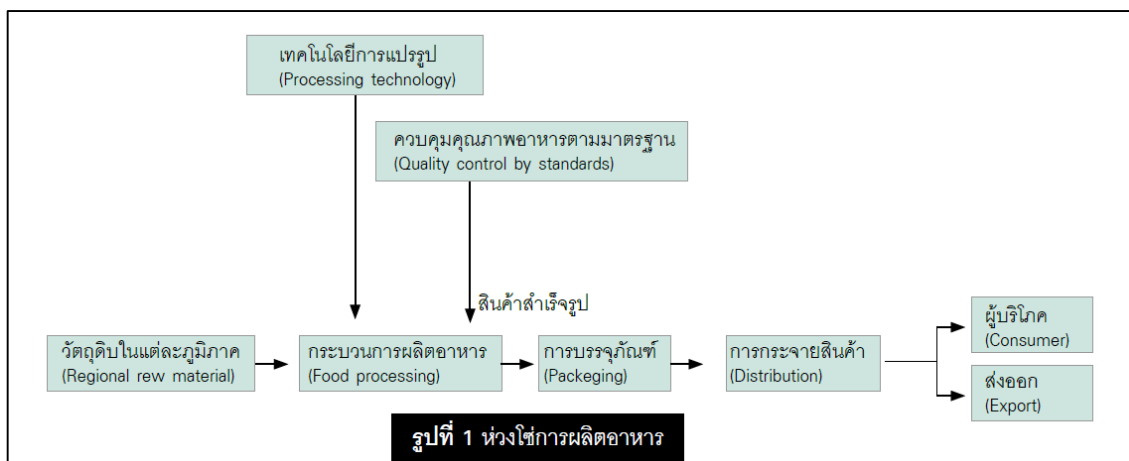 เทคโนโลยีการแปรรูป
(Processing technology)
ควบคุมคุณภาพอาหารตามมาตรฐาน
(Quality control by standards)
สินค้าสำเร็จรูป
วัตถุดิบในแต่ละภูมิภาค
(Regional rew material)
กระบวนการผลิตอาหาร
(Food processing)
การบรรจุภัณฑ์
(Packeging)
การกระจายสินค้า
(Distribution)
ผู้บริโภค
(Consumer)
ส่งออก
(Export)
รูปที่ 1 ห่วงโซ่การผลิตอาหาร